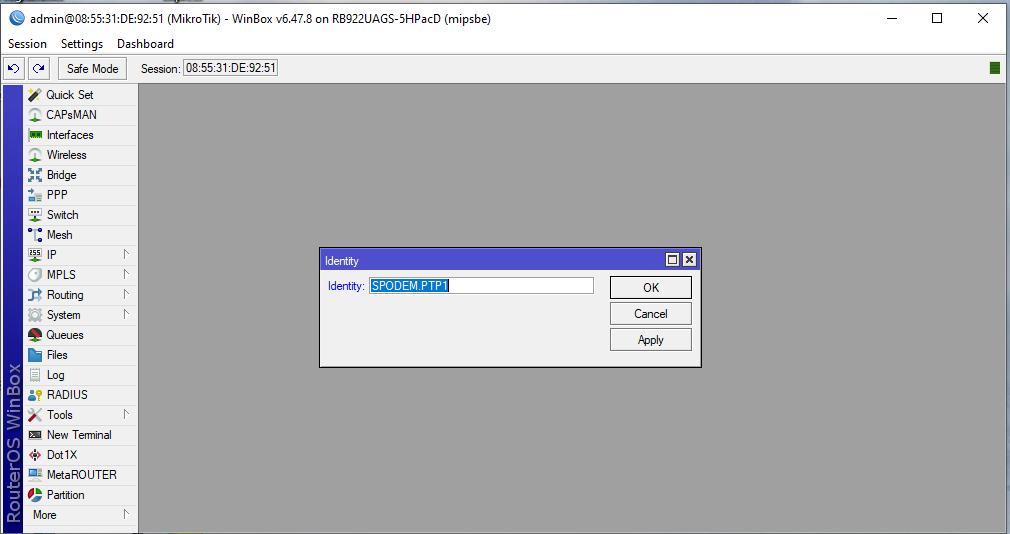 admin@08:55:31:DE:92:51 (MikroTik) - WinBox v6.47.8 on RB922UAGS-5HPacD (mipsbe)
Session Settings Dashboard
Safe Mode Session: 08:55:31:DE:92:51
Quick Set
CAPsMAN
Interfaces
Wireless
Bridge
PPP
Switch
Mesh
IP
MPLS
Routing
System
Queues
Files
Log
RADIUS
Tools
New Terminal
Dot1X
MetaROUTER
Partition
More
RouterOS WinBox
Identity
Identity: SPODEM.PTP1
OK
Cancel
Apply